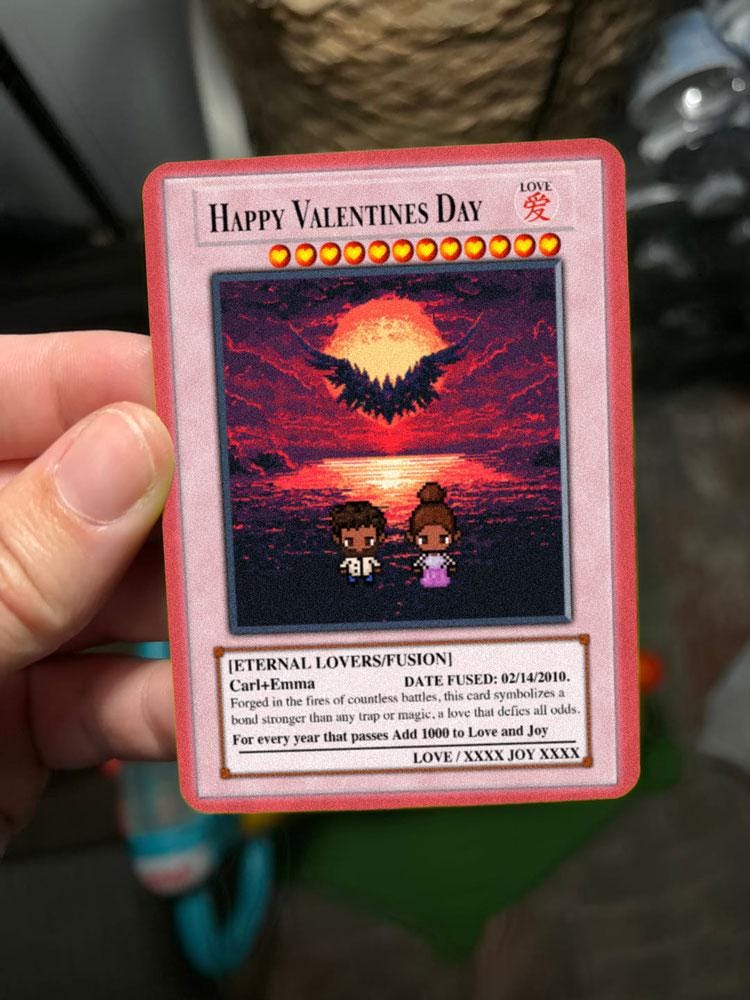 LOVE
HAPPY VALENTINES DAY
爱
[ETERNAL LOVERS/FUSION]
Carl+Emma DATE FUSED: 02/14/2010.
Forged in the fires of countless battles, this card symbolizes a
bond stronger than any trap or magic, a love that defies all odds.
For every year that passes Add 1000 to Love and Joy
LOVE / XXXX JOY XXXX